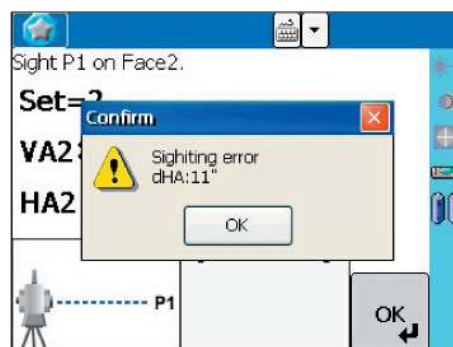 Sight P1 on Face2.
Set=2
Confirm
VA2:
Sighiting error
dHA:11"
HA2
OK
P1
OK